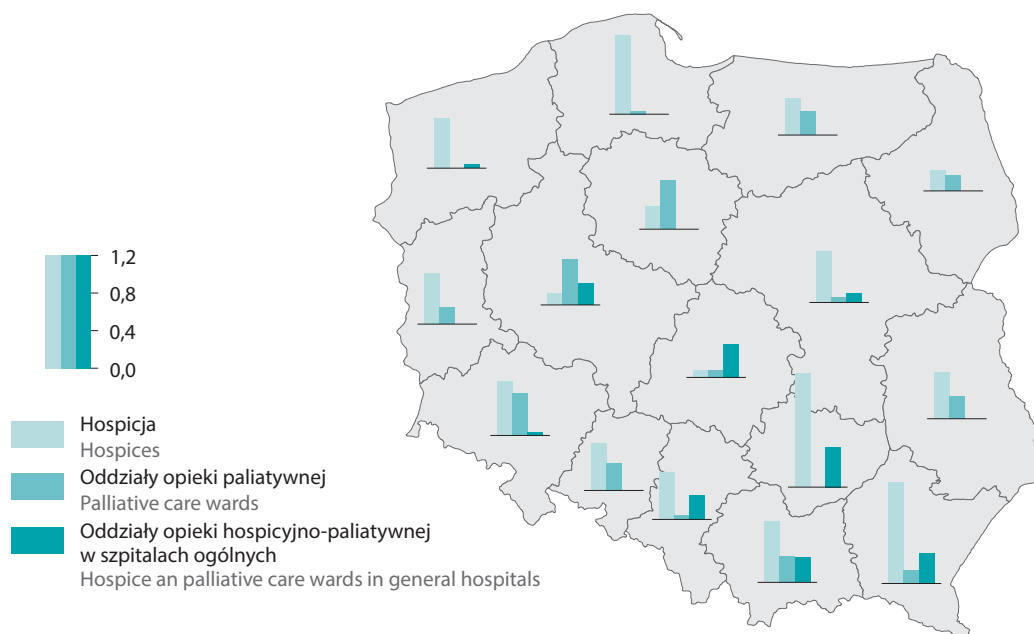 1,2
0,8
0,4
0,0
Hospicja
Hospices
Oddziały opieki paliatywnej
Palliative care wards
Oddziały opieki hospicyjno-paliatywnej
w szpitalach ogólnych
Hospice an palliative care wards in general hospitals